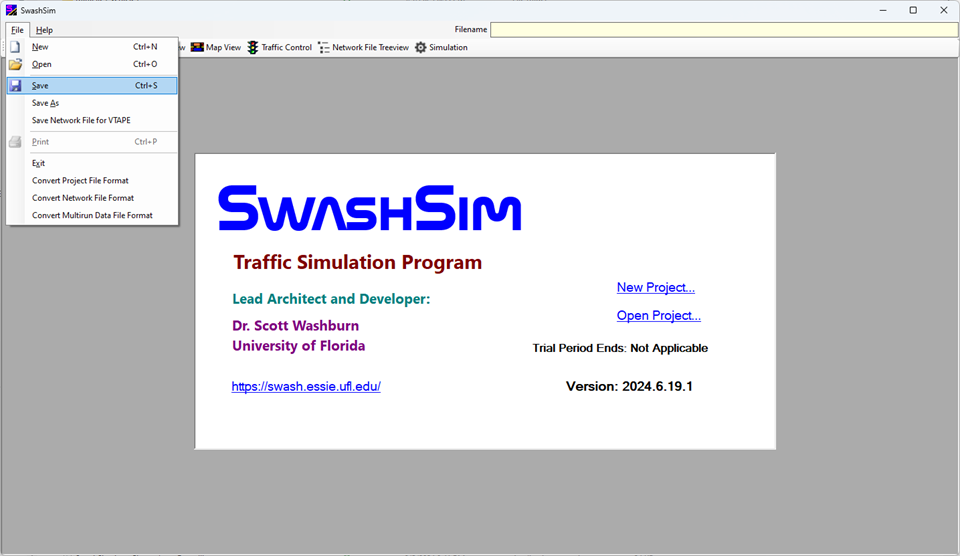 SwashSim
File Help
Filename
New Ctrl+N
Map View Traffic Control Network File Treeview Simulation
Open Ctrl+O
Save Ctrl+S
Save As
Save Network File for VTAPE
Print Ctrl+P
Exit
Convert Project File Format
Convert Network File Format
Convert Multirun Data File Format
SwashSim
Traffic Simulation Program
Lead Architect and Developer:
Dr. Scott Washburn
University of Florida
https://swash.essie.ufl.edu/
New Project...
Open Project...
Trial Period Ends: Not Applicable
Version: 2024.6.19.1